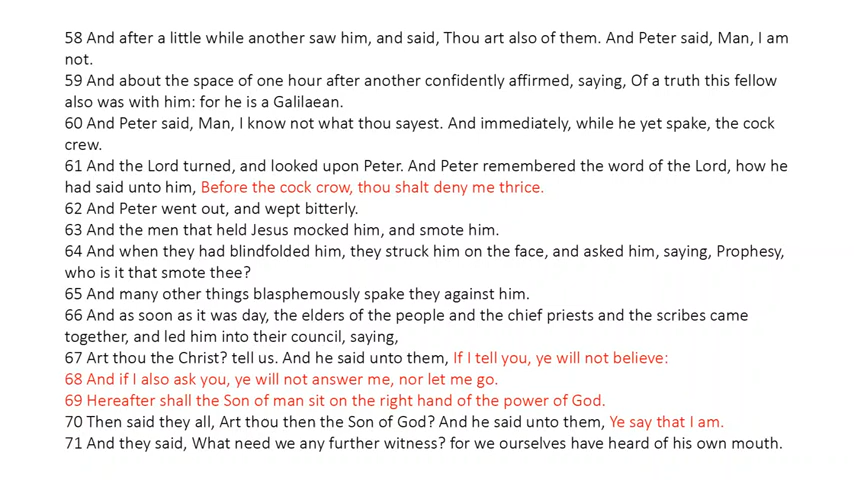 58 And after a little while another saw him, and said, Thou art also of them. And Peter said, Man, I am
not.
59 And about the space of one hour after another confidently affirmed, saying, Of a truth this fellow
also was with him: for he is a Galilaean.
60 And Peter said, Man, I know not what thou sayest. And immediately, while he yet spake, the cock
crew.
61 And the Lord turned, and looked upon Peter. And Peter remembered the word of the Lord, how he
had said unto him, Before the cock crow, thou shalt deny me thrice.
62 And Peter went out, and wept bitterly.
63 And the men that held Jesus mocked him, and smote him.
64 And when they had blindfolded him, they struck him on the face, and asked him, saying, Prophesy,
who is it that smote thee?
65 And many other things blasphemously spake they against him.
66 And as soon as it was day, the elders of the people and the chief priests and the scribes came
together, and led him into their council, saying,
67 Art thou the Christ? tell us. And he said unto them, If I tell you, ye will not believe:
68 And if I also ask you, ye will not answer me, nor let me go.
69 Hereafter shall the Son of man sit on the right hand of the power of God.
70 Then said they all, Art thou then the Son of God? And he said unto them, Ye say that I am.
71 And they said, What need we any further witness? for we ourselves have heard of his own mouth.